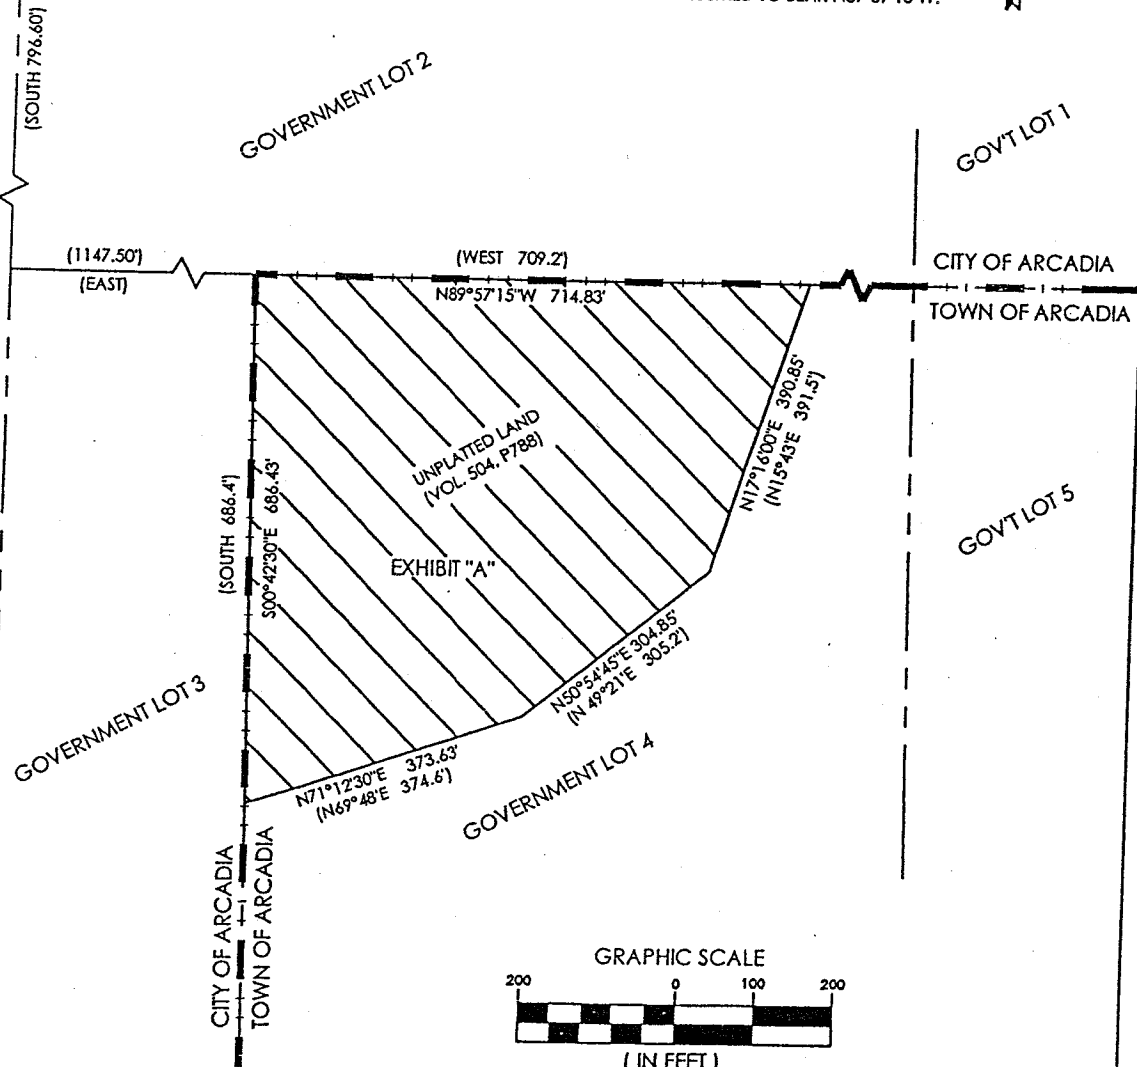 (SOUTH 796.60')
GOVERNMENT LOT 2
GOV'T LOT 1
(1147.50')
(EAST)
(WEST 709.2')
N89°57'15"W 714.83'
CITY OF ARCADIA
TOWN OF ARCADIA
N17°16'00"E 390.85'
(N15°43'E 391.5')
UNPLATTED LAND
(VOL. 504, P788)
(SOUTH 686.4')
S00°42'30"E 686.43'
EXHIBIT "A"
GOV'T LOT 5
N50°54'45"E 304.85'
(N 49°21'E 305.2')
GOVERNMENT LOT 3
N71°12'30"E 373.63'
(N69°48'E 374.6')
GOVERNMENT LOT 4
CITY OF ARCADIA
TOWN OF ARCADIA
GRAPHIC SCALE
200 0 100 200
( IN FEET )